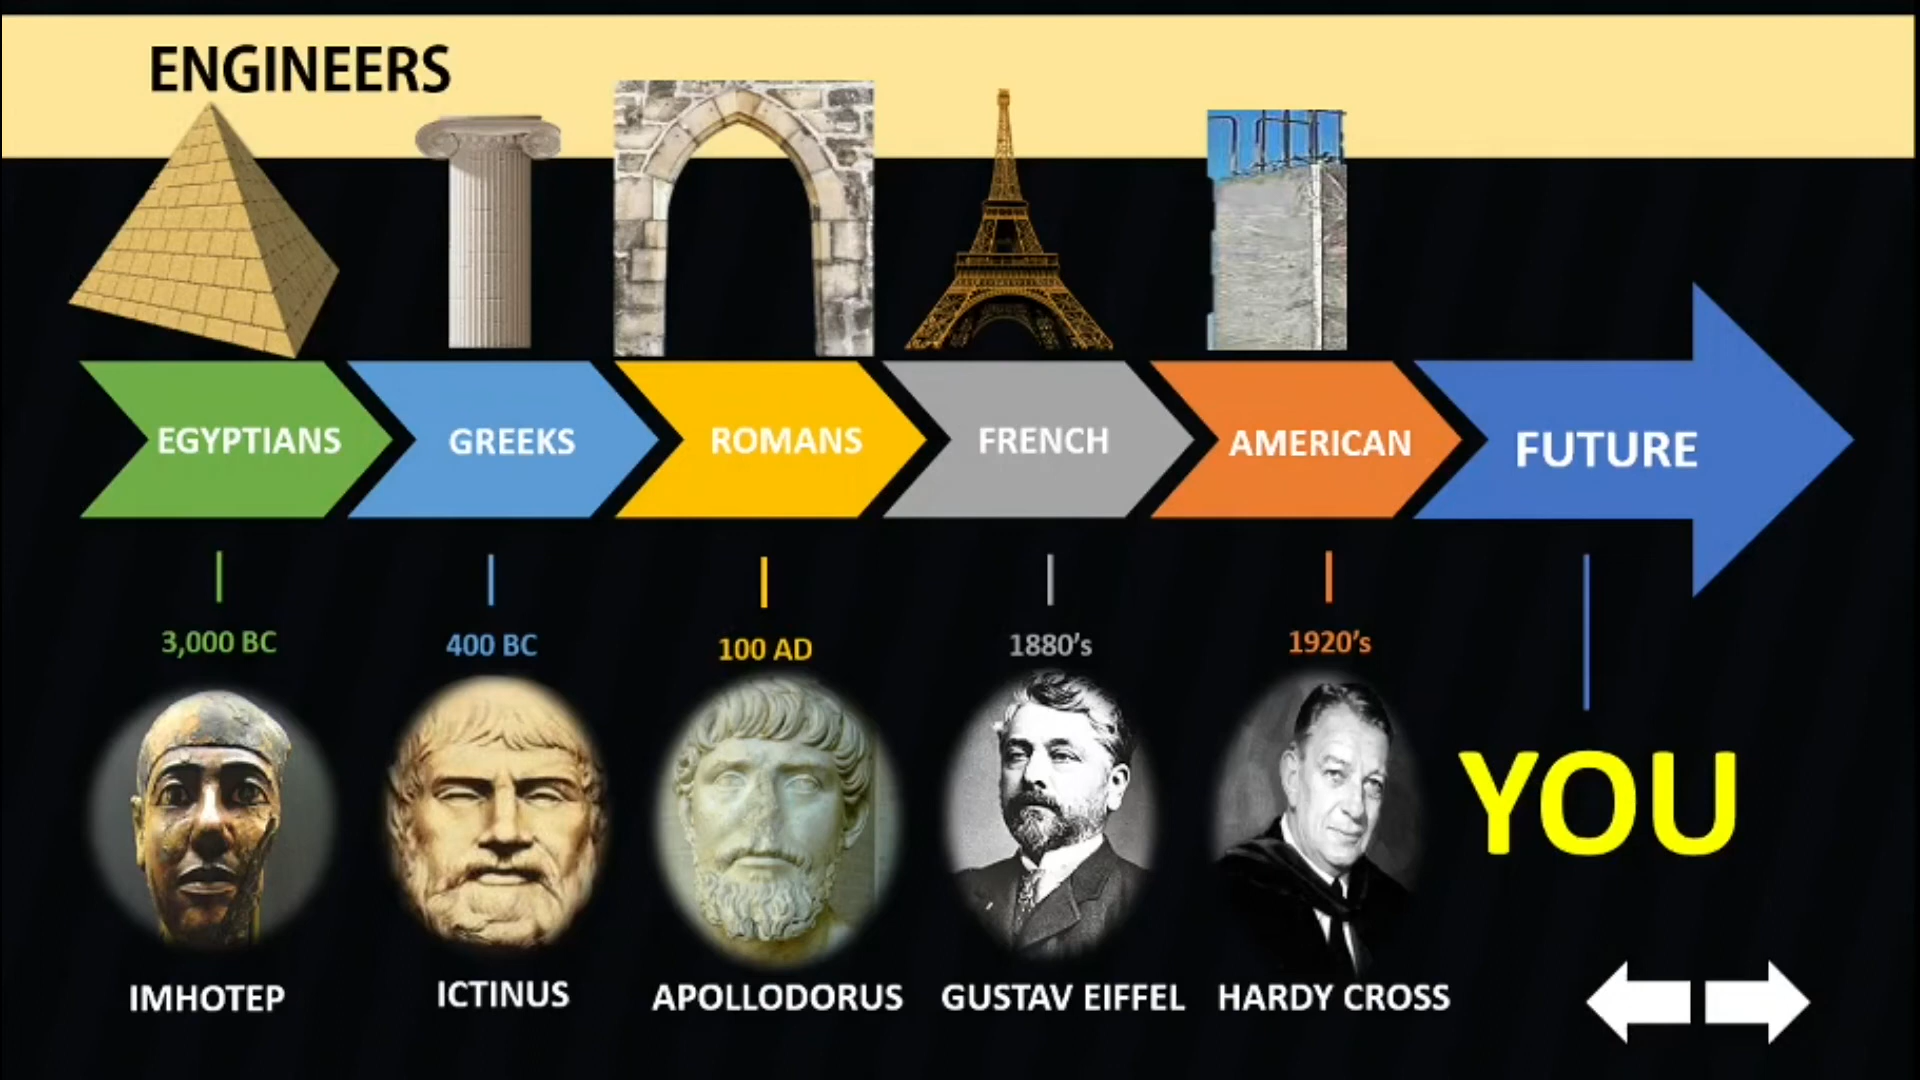 ENGINEERS
EGYPTIANS
GREEKS
ROMANS
FRENCH
AMERICAN
FUTURE
3,000 BC
400 BC
100 AD
1880's
1920's
YOU
IMHOTEP
ICTINUS
APOLLODORUS
GUSTAV EIFFEL
HARDY CROSS